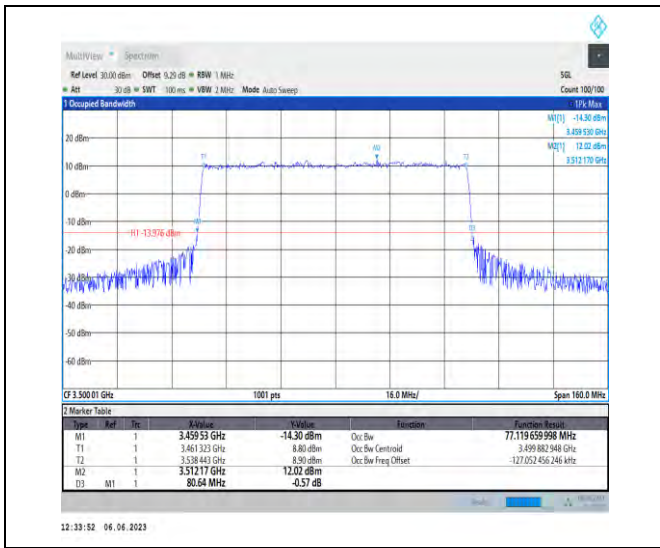 MultiView Spectrum
Ref Level 30.00 dBm Offset 9.29 dB RBW 1 MHz SGL
Att 30 dB SWT 100 ms VBW 2 MHz Mode Auto Sweep Count 100/100
1 Occupied Bandwidth 1Pk Max
M1[1] -14.30 dBm
3.459 530 GHz
M2[1] 12.02 dBm
3.512 170 GHz
20 dBm
M2
T1 T2
10 dBm
0 dBm
-10 dBm
H1 -13.976 dBm
-20 dBm
-30 dBm
-40 dBm
-50 dBm
-60 dBm
CF 3.500 01 GHz 1001 pts 16.0 MHz/ Span 160.0 MHz
2 Marker Table
Type Ref Trc X-Value Y-Value Function Function Result
M1 1 3.459 53 GHz -14.30 dBm Occ Bw 77.119 659 998 MHz
T1 1 3.461 323 GHz 8.80 dBm Occ Bw Centroid 3.499 882 948 GHz
T2 1 3.538 443 GHz 8.90 dBm Occ Bw Freq Offset -127.052 456 246 kHz
M2 1 3.512 17 GHz 12.02 dBm
D3 M1 1 80.64 MHz -0.57 dB
12:33:52 06.06.2023